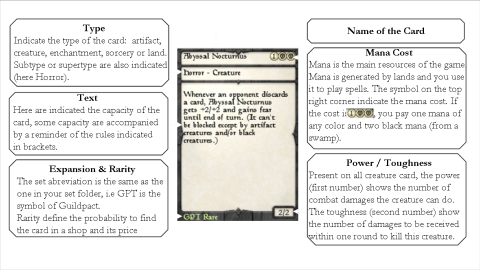 Type
Indicate the type of the card: artifact,
creature, enchantment, sorcery or land.
Subtype or supertype are also indicated
(here Horror).
Text
Here are indicated the capacity of the
card, some capacity are accompanied
by a reminder of the rules indicated
in brackets.
Expansion & Rarity
The set abreviation is the same as the
one in your set folder, i.e GPT is the
symbol of Guildpact.
Rarity define the probability to find
the card in a shop and its price
Abyssal Nocturnus
Horror - Creature
Whenever an opponent discards
a card, Abyssal Nocturnus
gets +2/+2 and gains fear
until end of turn. (It can't
be blocked except by artifact
creatures and/or black
creatures.)
GPT Rare
2/2
Name of the Card
Mana Cost
Mana is the main resources of the game
Mana is generated by lands and you use
it to play spells. The symbol on the top
right corner indicate the mana cost. If
the cost is 1, you pay one mana of
any color and two black mana (from a
swamp).
Power / Toughness
Present on all creature card, the power
(first number) shows the number of
combat damages the creature can do.
The toughness (second number) show
the number of damages to be received
within one round to kill this creature.